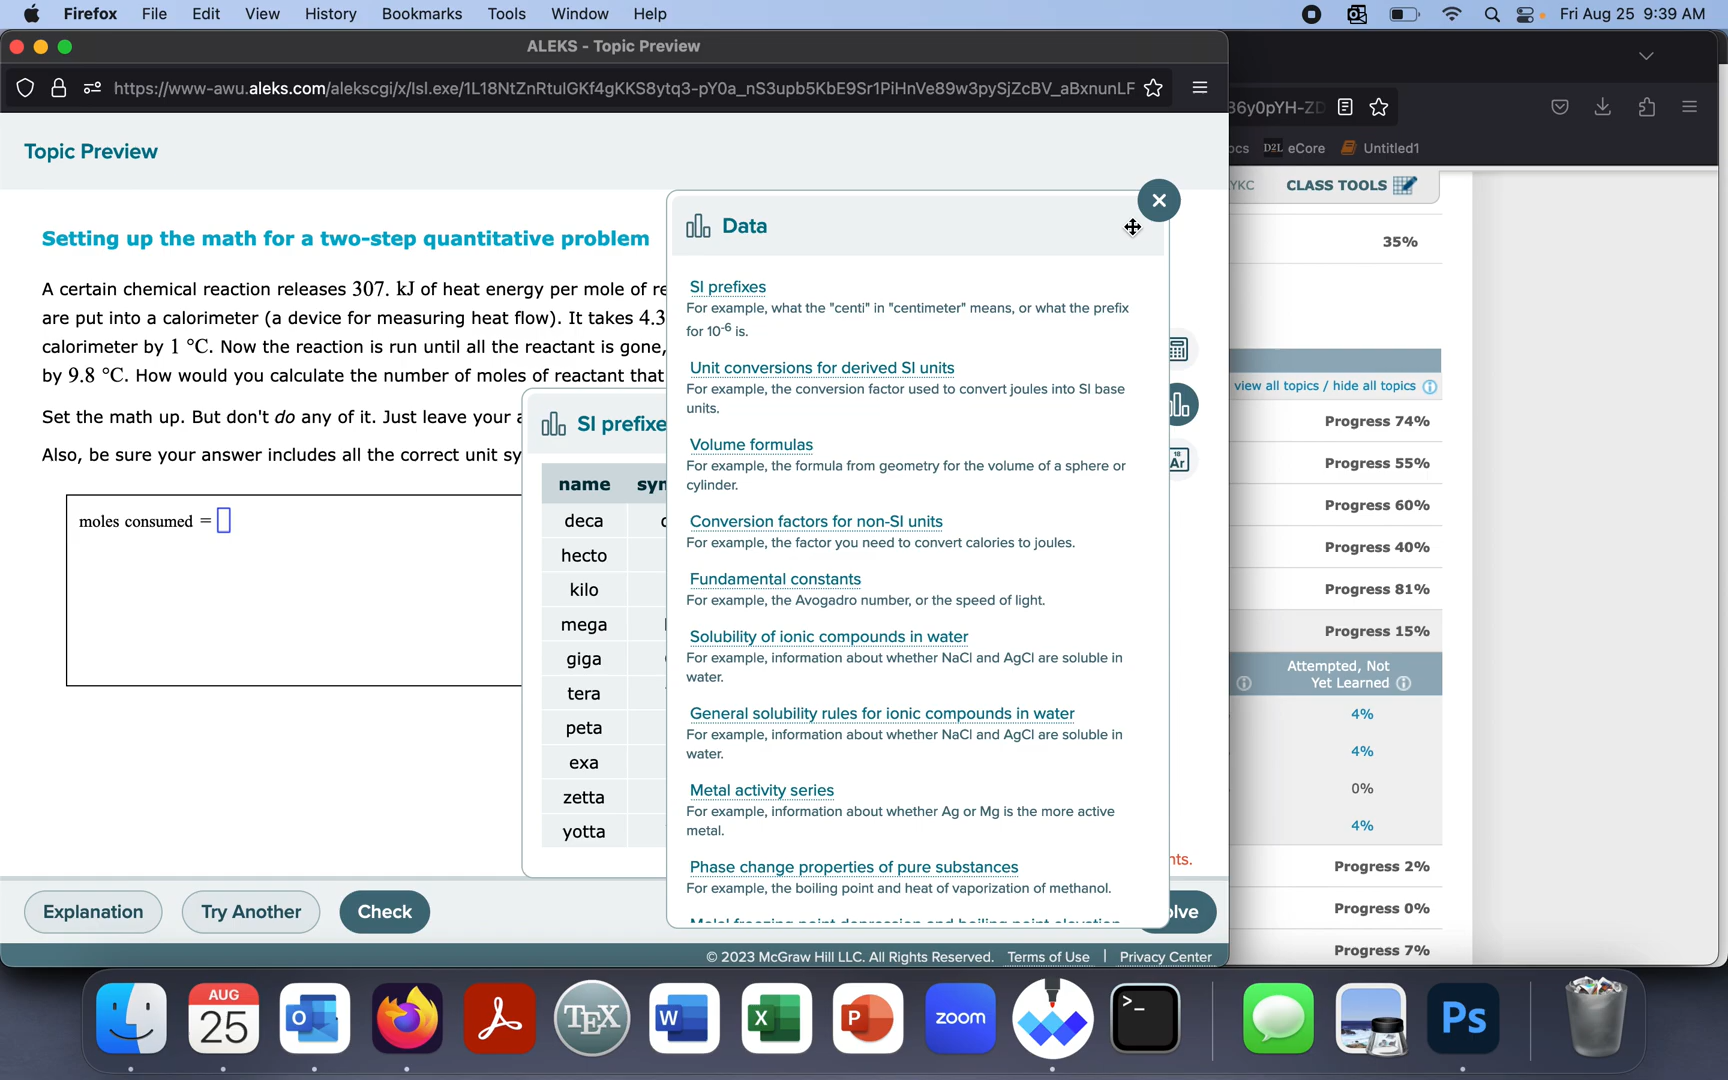 Firefox File Edit View History Bookmarks Tools Window Help Fri Aug 25 9:39 AM
ALEKS - Topic Preview
https://www-awu.aleks.com/alekscgi/x/Isl.exe/1L18NtZnRtulGKf4gKKS8ytq3-pY0a_nS3upb5KbE9Sr1PiHnVe89w3pySjZcBV_aBxnunLF
36y0pYH-ZD
ocs D2L eCore Untitled1
Topic Preview
YKC CLASS TOOLS
35%
Setting up the math for a two-step quantitative problem
A certain chemical reaction releases 307. kJ of heat energy per mole of re
are put into a calorimeter (a device for measuring heat flow). It takes 4.3
calorimeter by 1 °C. Now the reaction is run until all the reactant is gone,
by 9.8 °C. How would you calculate the number of moles of reactant that
Set the math up. But don't do any of it. Just leave your a
Also, be sure your answer includes all the correct unit sy
moles consumed =
SI prefixe
name syn
deca
hecto
kilo
mega
giga
tera
peta
exa
zetta
yotta
Data
SI prefixes
For example, what the "centi" in "centimeter" means, or what the prefix
for 10-6 is.
Unit conversions for derived SI units
For example, the conversion factor used to convert joules into SI base
units.
Volume formulas
For example, the formula from geometry for the volume of a sphere or
cylinder.
Conversion factors for non-SI units
For example, the factor you need to convert calories to joules.
Fundamental constants
For example, the Avogadro number, or the speed of light.
Solubility of ionic compounds in water
For example, information about whether NaCl and AgCl are soluble in
water.
General solubility rules for ionic compounds in water
For example, information about whether NaCl and AgCl are soluble in
water.
Metal activity series
For example, information about whether Ag or Mg is the more active
metal.
Phase change properties of pure substances
For example, the boiling point and heat of vaporization of methanol.
18
Ar
nts.
view all topics / hide all topics
Progress 74%
Progress 55%
Progress 60%
Progress 40%
Progress 81%
Progress 15%
Attempted, Not
Yet Learned
4%
4%
0%
4%
Progress 2%
Progress 0%
Progress 7%
Explanation Try Another Check olve
© 2023 McGraw Hill LLC. All Rights Reserved. Terms of Use | Privacy Center
AUG
25
O
TEX
W
X
P
zoom
>_
Ps